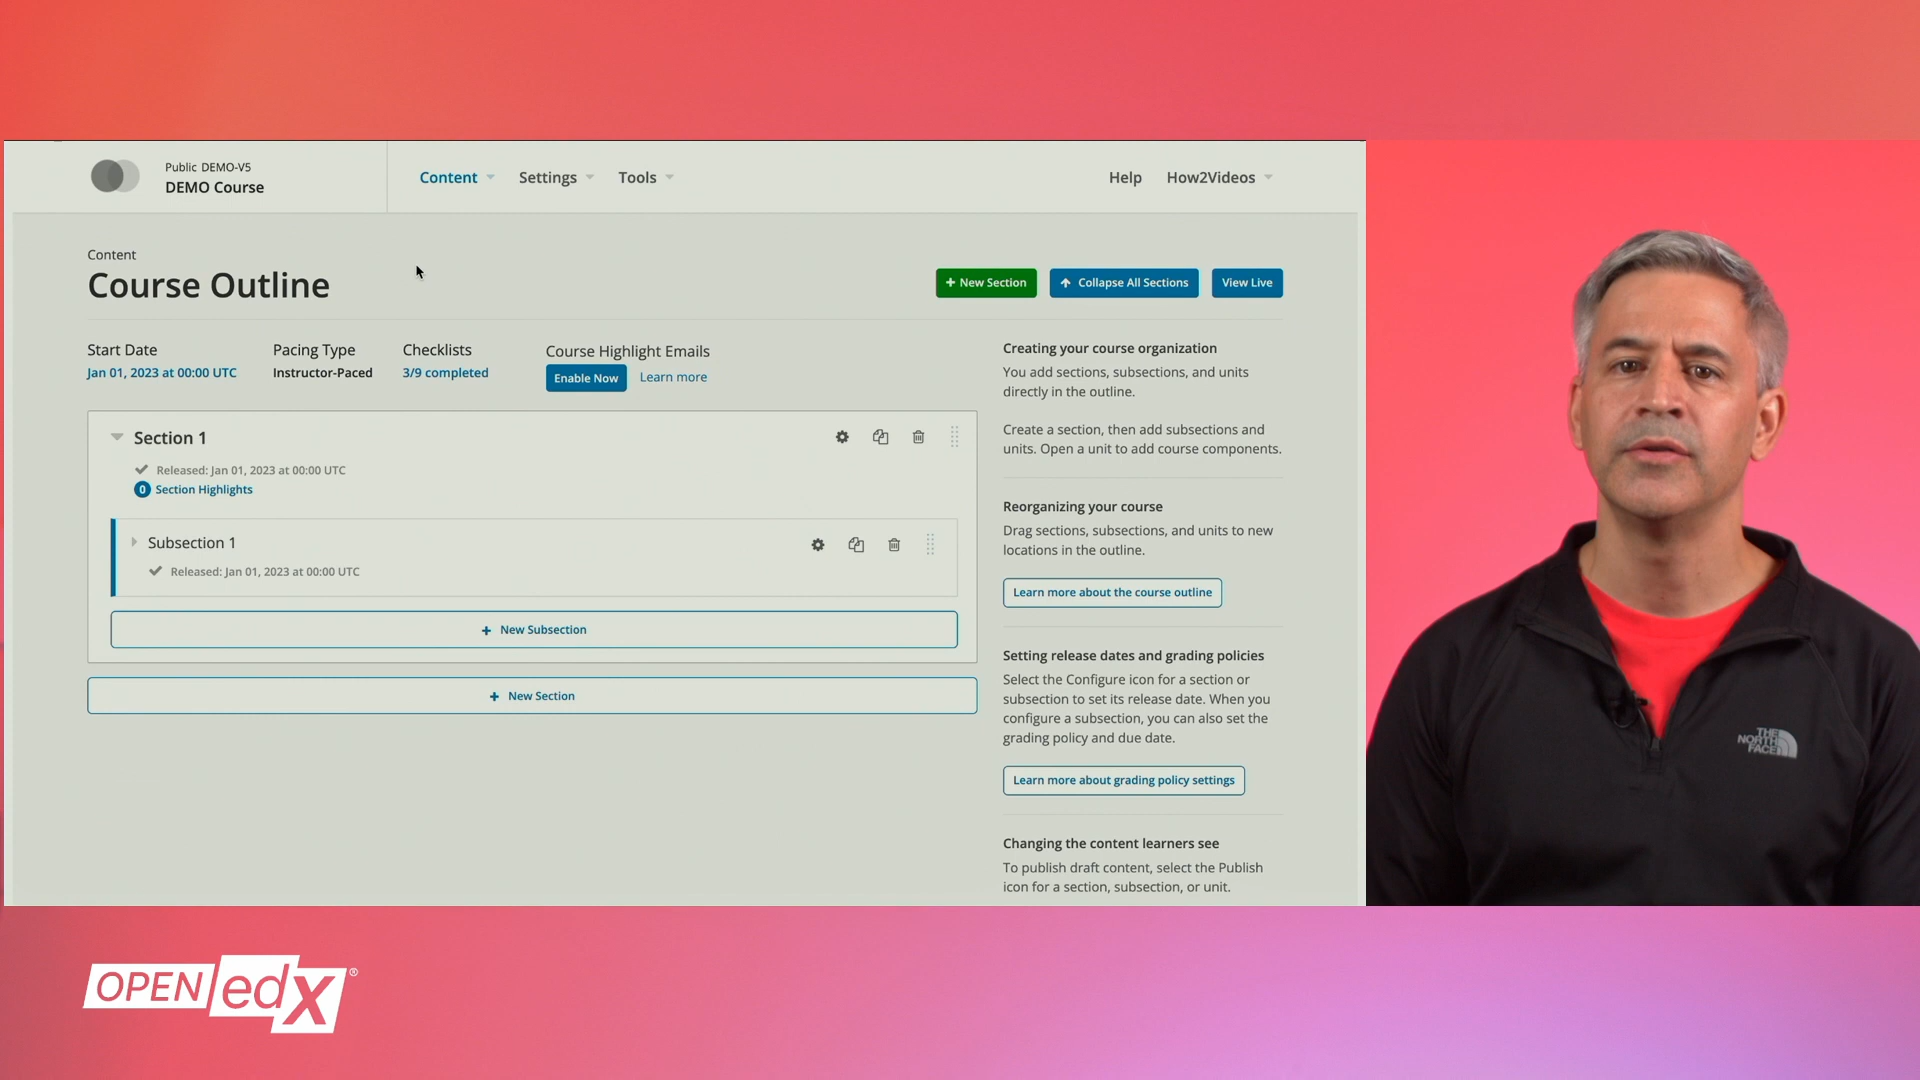 Public DEMO-V5
DEMO Course
Content
Settings
Tools
Help
How2Videos
Content
Course Outline
+ New Section
Collapse All Sections
View Live
Start Date
Jan 01, 2023 at 00:00 UTC
Pacing Type
Instructor-Paced
Checklists
3/9 completed
Course Highlight Emails
Enable Now
Learn more
Section 1
Released: Jan 01, 2023 at 00:00 UTC
0 Section Highlights
Subsection 1
Released: Jan 01, 2023 at 00:00 UTC
+ New Subsection
+ New Section
Creating your course organization
You add sections, subsections, and units
directly in the outline.
Create a section, then add subsections and
units. Open a unit to add course components.
Reorganizing your course
Drag sections, subsections, and units to new
locations in the outline.
Learn more about the course outline
Setting release dates and grading policies
Select the Configure icon for a section or
subsection to set its release date. When you
configure a subsection, you can also set the
grading policy and due date.
Learn more about grading policy settings
Changing the content learners see
To publish draft content, select the Publish
icon for a section, subsection, or unit.
THE
NORTH
FACE
OPEN edX®